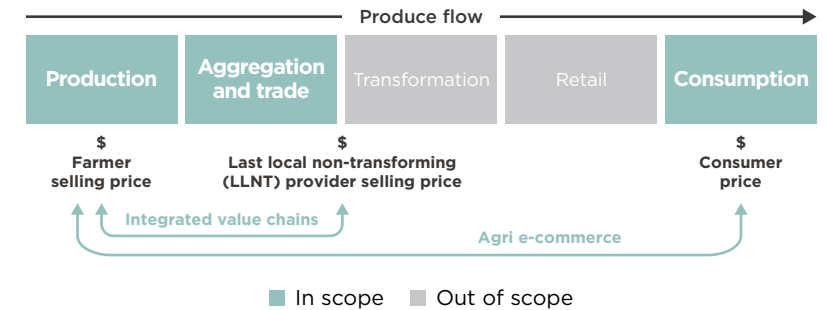 Produce flow
Production
Aggregation
and trade
Transformation
Retail
Consumption
$
Farmer
selling price
$
Last local non-transforming
(LLNT) provider selling price
$
Consumer
price
Integrated value chains
Agri e-commerce
In scope
Out of scope